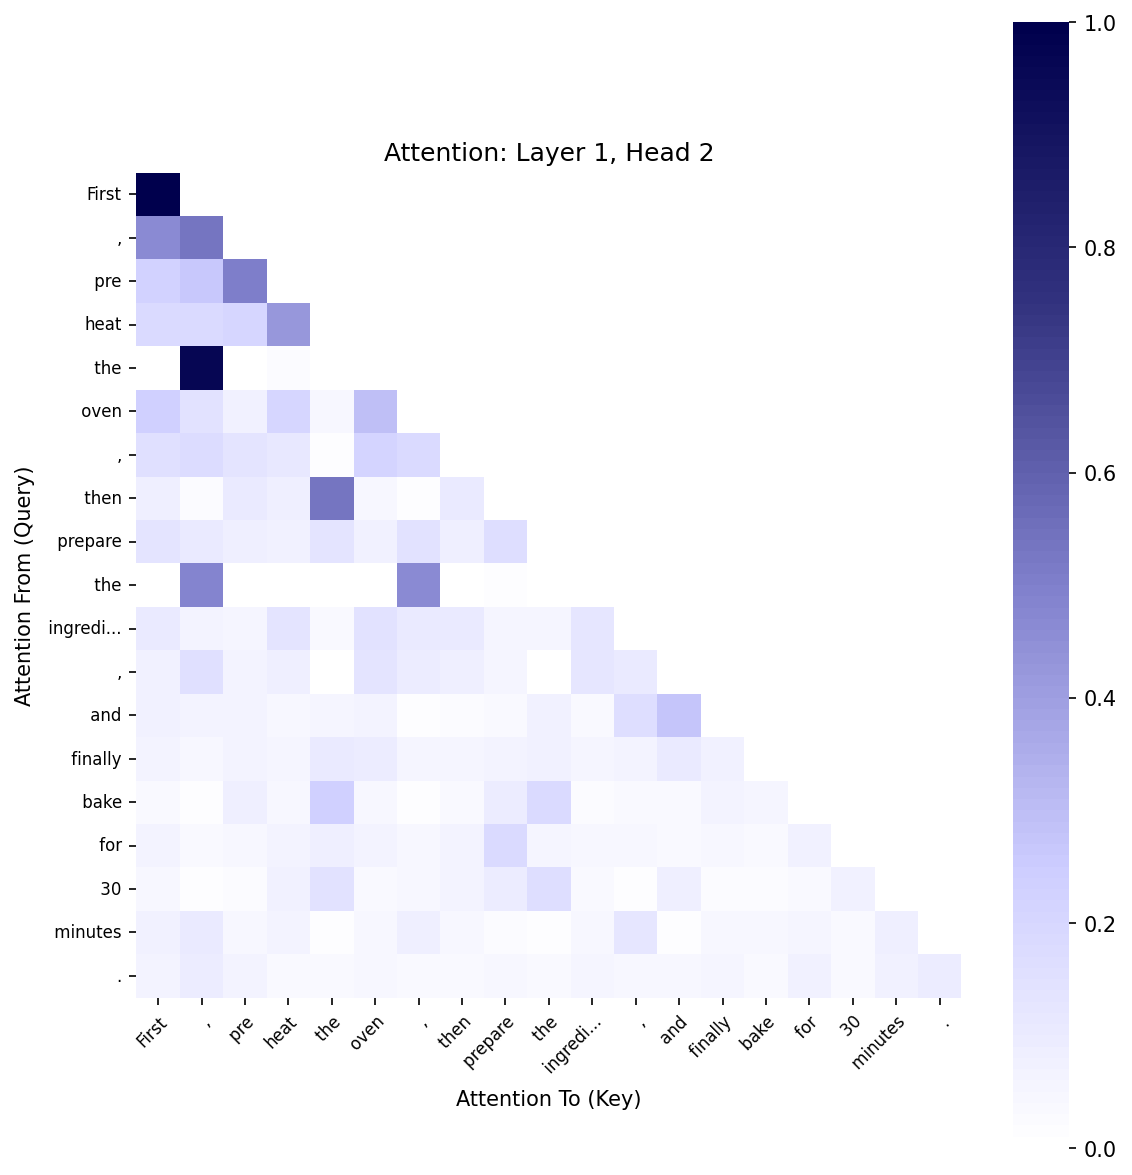 Attention: Layer 1, Head 2
Attention From (Query)
First
,
pre
heat
the
oven
,
then
prepare
the
ingredi...
,
and
finally
bake
for
30
minutes
.
First
,
pre
heat
the
oven
,
then
prepare
the
ingredi...
,
and
finally
bake
for
30
minutes
.
Attention To (Key)
1.0
0.8
0.6
0.4
0.2
0.0